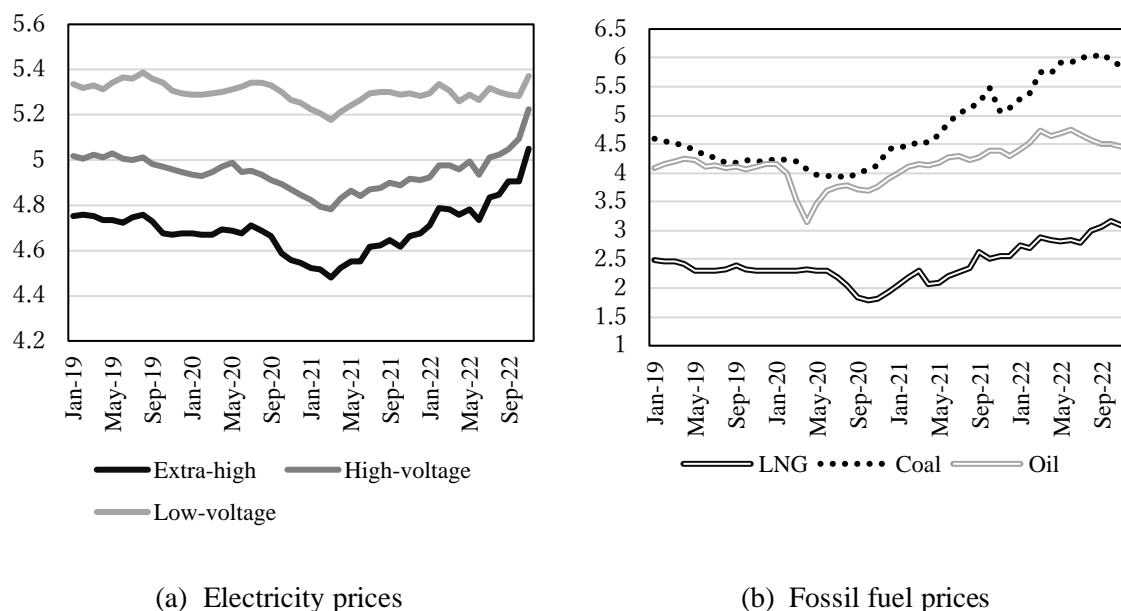 5.6
5.4
5.2
5
4.8
4.6
4.4
4.2
Jan-19
May-19
Sep-19
Jan-20
May-20
Sep-20
Jan-21
May-21
Sep-21
Jan-22
May-22
Sep-22
Extra-high
High-voltage
Low-voltage
(a) Electricity prices
6.5
6
5.5
5
4.5
4
3.5
3
2.5
2
1.5
1
Jan-19
May-19
Sep-19
Jan-20
May-20
Sep-20
Jan-21
May-21
Sep-21
Jan-22
May-22
Sep-22
LNG
Coal
Oil
(b) Fossil fuel prices